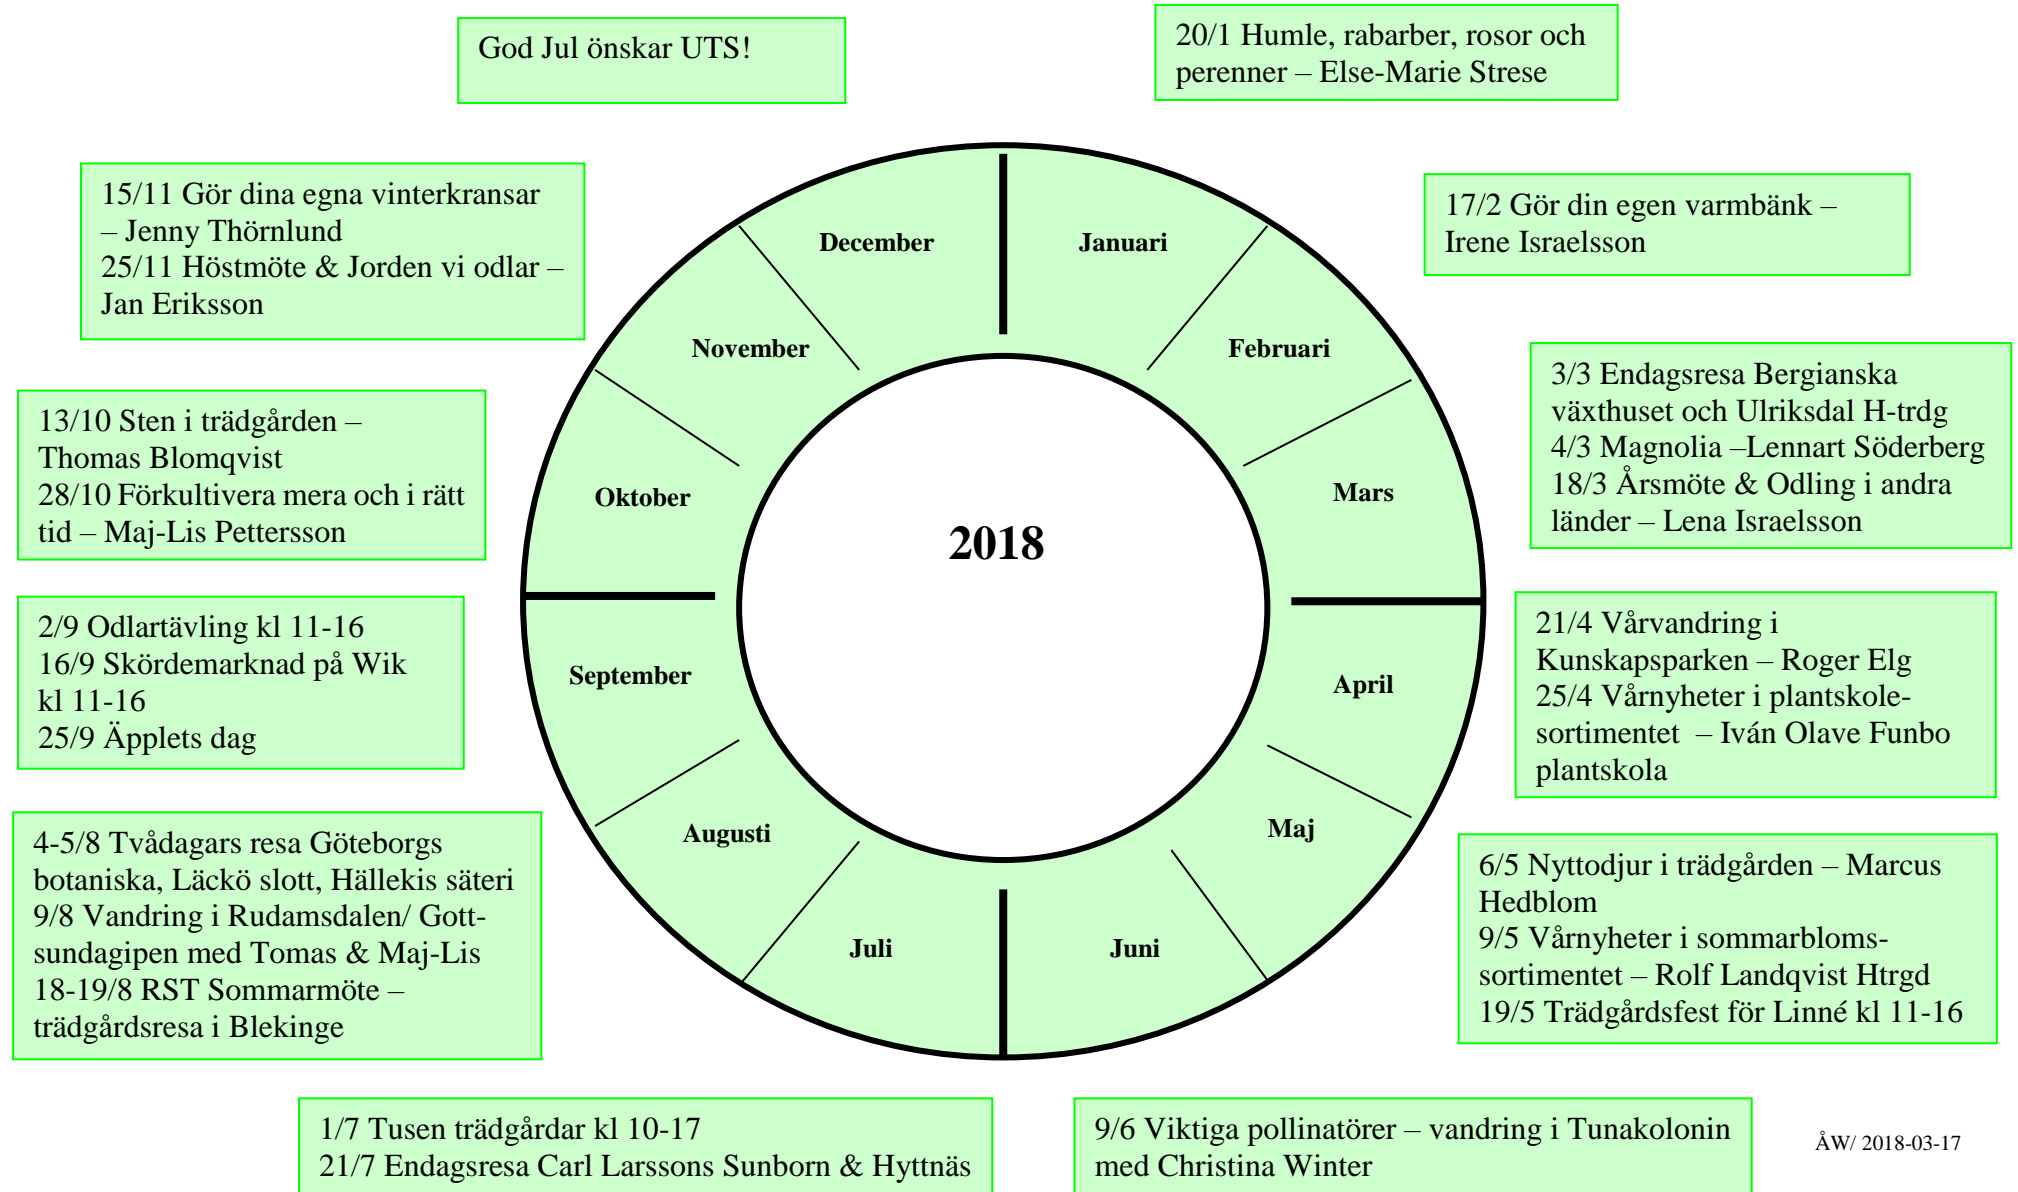 God Jul önskar UTS!
20/1 Humle, rabarber, rosor och
perenner – Else-Marie Strese
17/2 Gör din egen varmbänk –
Irene Israelsson
3/3 Endagsresa Bergianska
växthuset och Ulriksdal H-trdg
4/3 Magnolia –Lennart Söderberg
18/3 Årsmöte & Odling i andra
länder – Lena Israelsson
21/4 Vårvandring i
Kunskapsparken – Roger Elg
25/4 Vårnyheter i plantskole-
sortimentet – Iván Olave Funbo
plantskola
6/5 Nyttodjur i trädgården – Marcus
Hedblom
9/5 Vårnyheter i sommarbloms-
sortimentet – Rolf Landqvist Htrgd
19/5 Trädgårdsfest för Linné kl 11-16
9/6 Viktiga pollinatörer – vandring i Tunakolonin
med Christina Winter
1/7 Tusen trädgårdar kl 10-17
21/7 Endagsresa Carl Larssons Sunborn & Hyttnäs
4-5/8 Tvådagars resa Göteborgs
botaniska, Läckö slott, Hällekis säteri
9/8 Vandring i Rudamsdalen/ Gott-
sundagipen med Tomas & Maj-Lis
18-19/8 RST Sommarmöte –
trädgårdsresa i Blekinge
2/9 Odlartävling kl 11-16
16/9 Skördemarknad på Wik
kl 11-16
25/9 Äpplets dag
13/10 Sten i trädgården –
Thomas Blomqvist
28/10 Förkultivera mera och i rätt
tid – Maj-Lis Pettersson
15/11 Gör dina egna vinterkransar
– Jenny Thörnlund
25/11 Höstmöte & Jorden vi odlar –
Jan Eriksson
Januari
Februari
Mars
April
Maj
Juni
Juli
Augusti
September
Oktober
November
December
2018
ÅW/ 2018-03-17